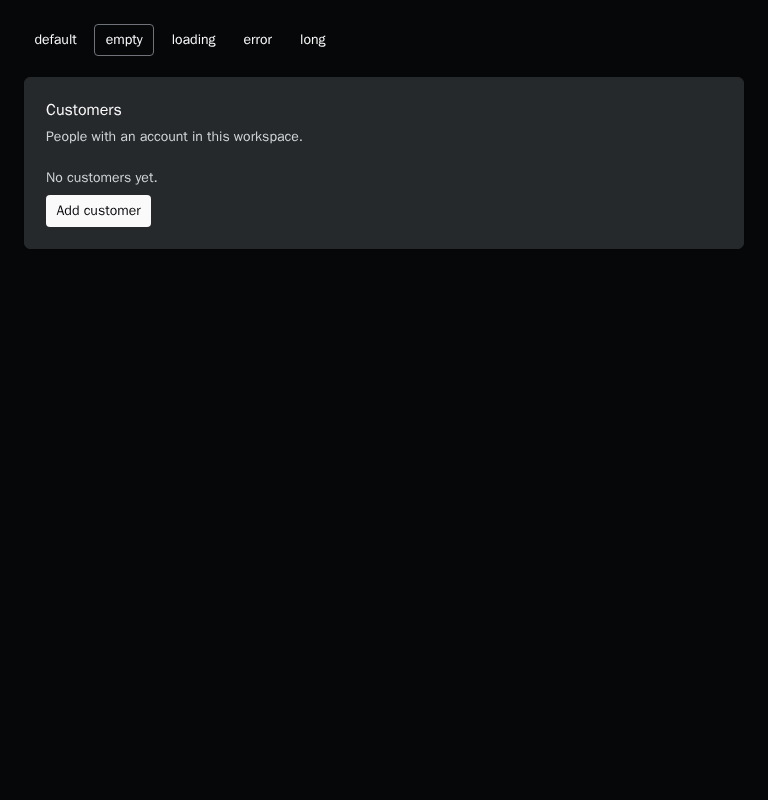 default empty loading error long
Customers
People with an account in this workspace.
No customers yet.
Add customer